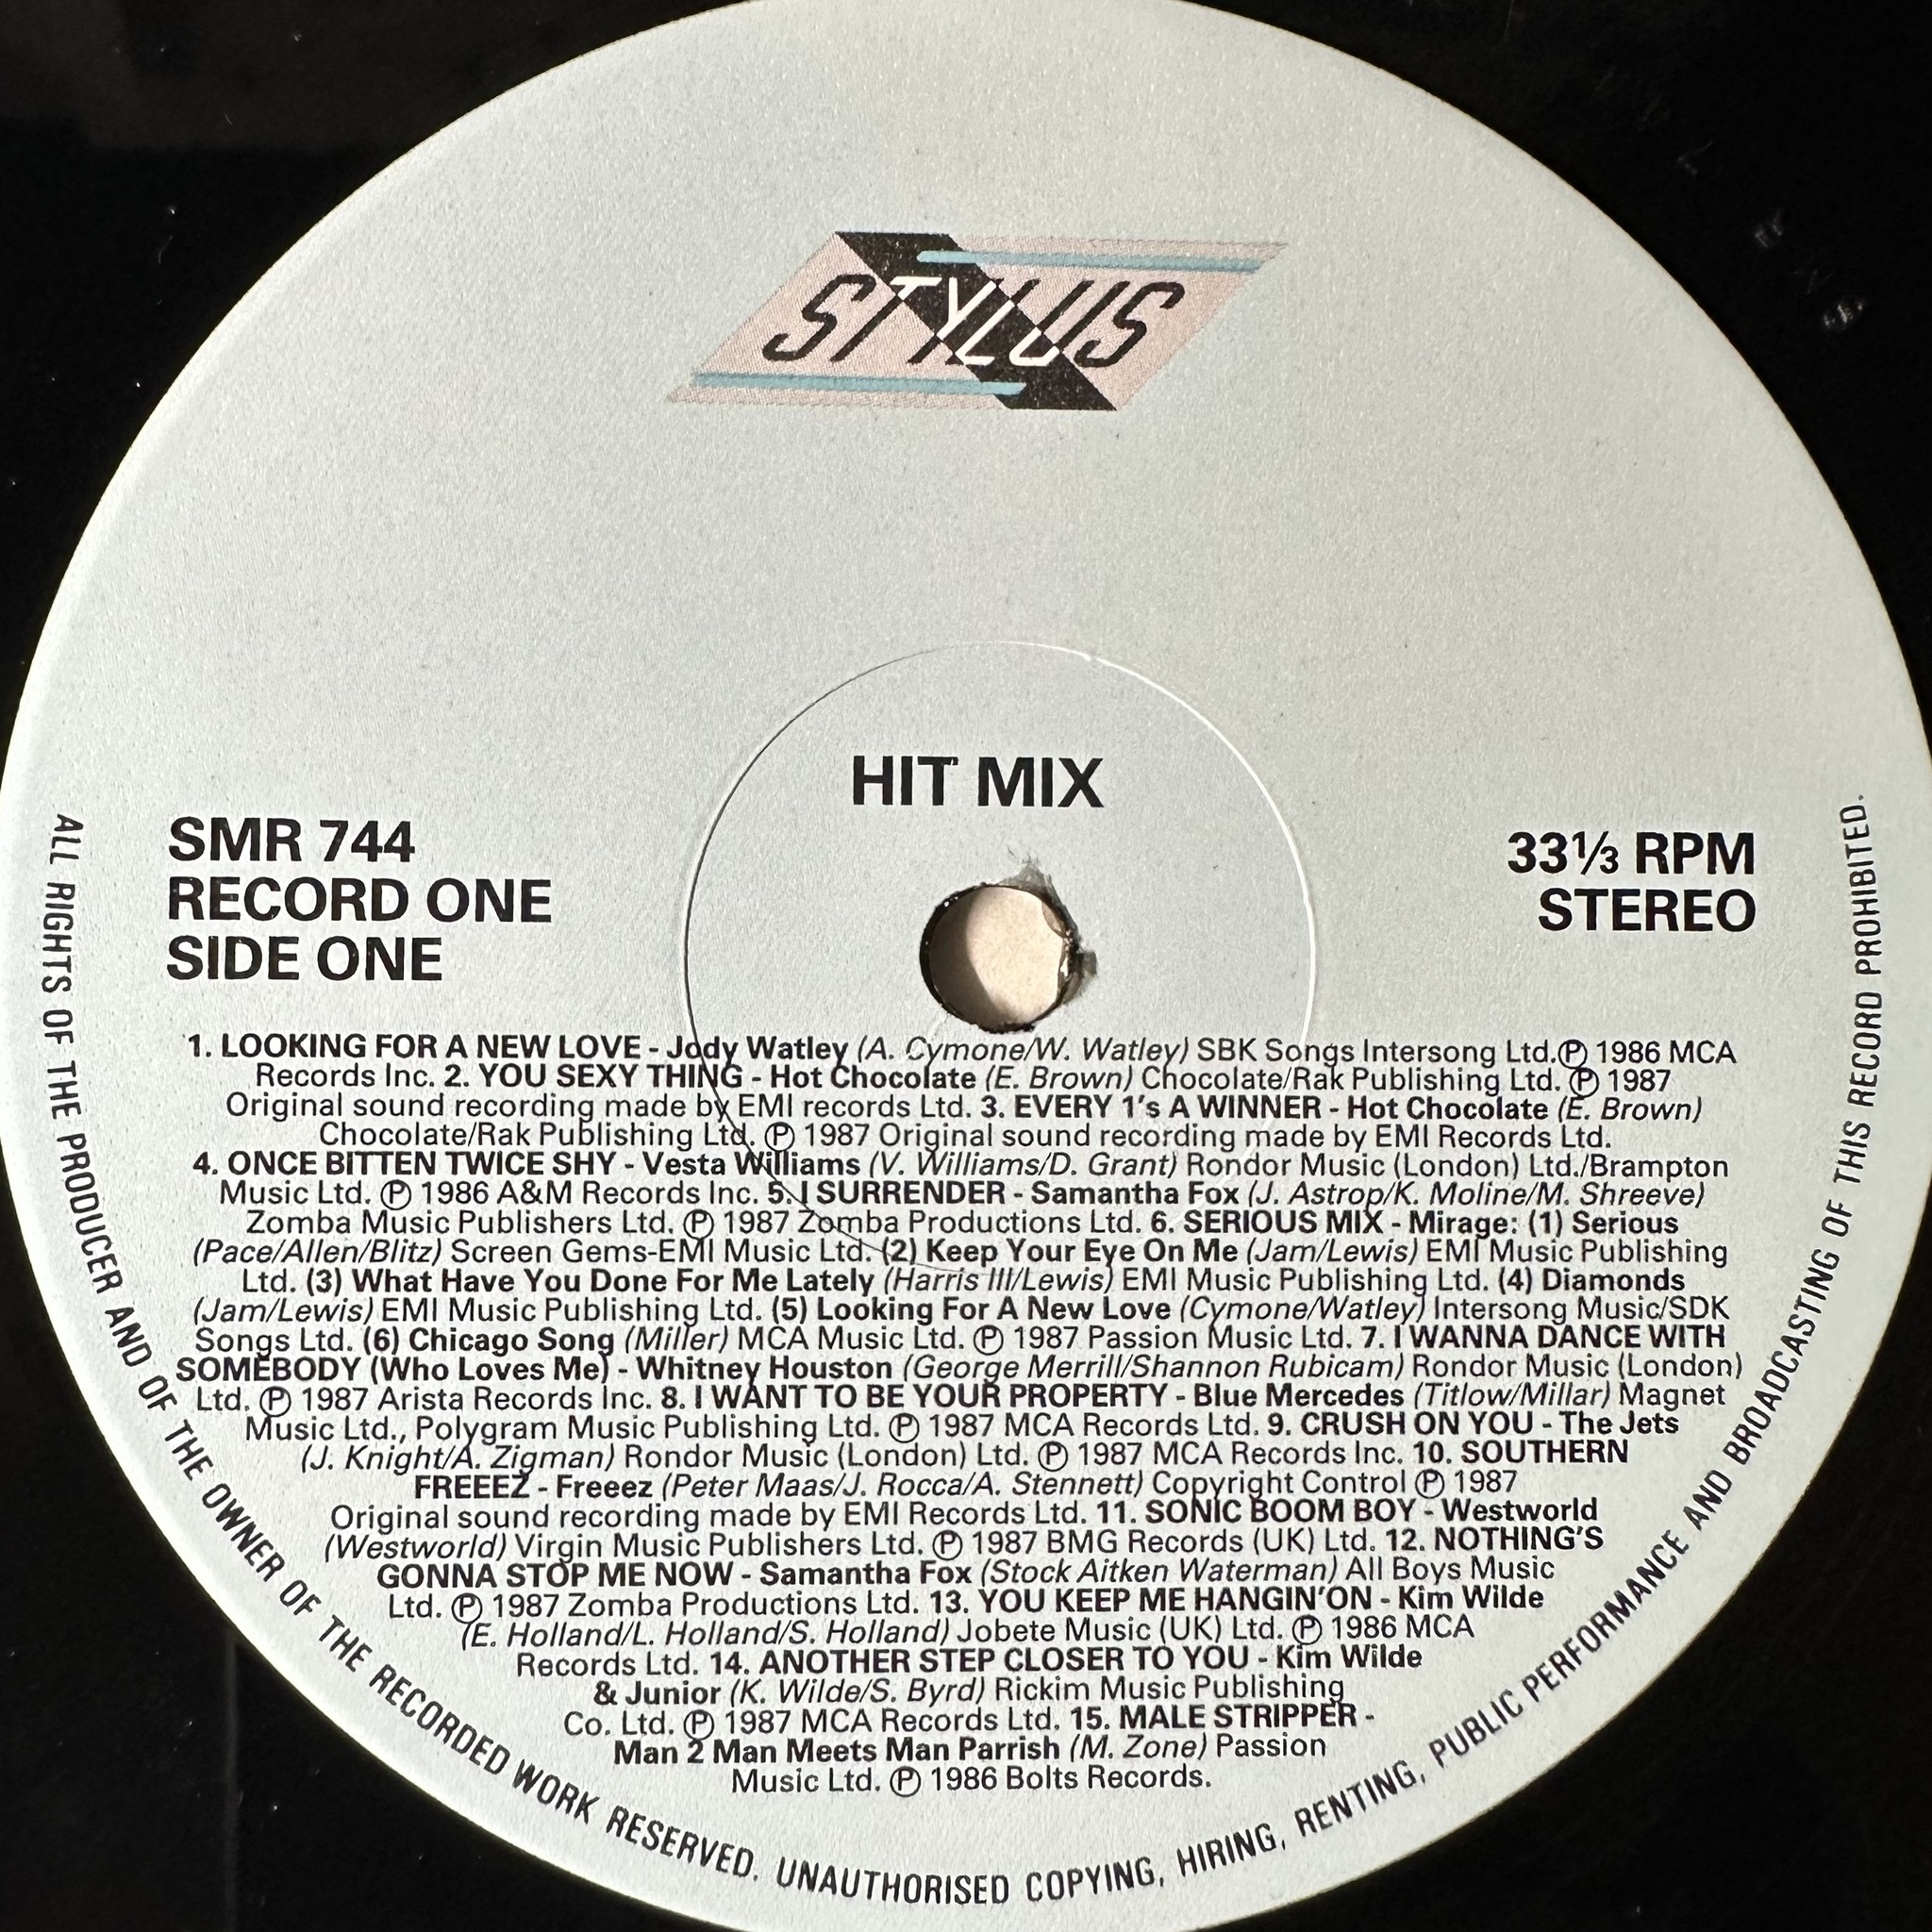 STYLUS
HIT MIX
SMR 744
RECORD ONE
SIDE ONE
33⅓ RPM
STEREO
1. LOOKING FOR A NEW LOVE - Jody Watley (A. Cymone/W. Watley) SBK Songs Intersong Ltd.Ⓟ 1986 MCA
Records Inc. 2. YOU SEXY THING - Hot Chocolate (E. Brown) Chocolate/Rak Publishing Ltd. Ⓟ 1987
Original sound recording made by EMI records Ltd. 3. EVERY 1's A WINNER - Hot Chocolate (E. Brown)
Chocolate/Rak Publishing Ltd. Ⓟ 1987 Original sound recording made by EMI Records Ltd.
4. ONCE BITTEN TWICE SHY - Vesta Williams (V. Williams/D. Grant) Rondor Music (London) Ltd./Brampton
Music Ltd. Ⓟ 1986 A&M Records Inc. 5. I SURRENDER - Samantha Fox (J. Astrop/K. Moline/M. Shreeve)
Zomba Music Publishers Ltd. Ⓟ 1987 Zomba Productions Ltd. 6. SERIOUS MIX - Mirage: (1) Serious
(Pace/Allen/Blitz) Screen Gems-EMI Music Ltd. (2) Keep Your Eye On Me (Jam/Lewis) EMI Music Publishing
Ltd. (3) What Have You Done For Me Lately (Harris III/Lewis) EMI Music Publishing Ltd. (4) Diamonds
(Jam/Lewis) EMI Music Publishing Ltd. (5) Looking For A New Love (Cymone/Watley) Intersong Music/SDK
Songs Ltd. (6) Chicago Song (Miller) MCA Music Ltd. Ⓟ 1987 Passion Music Ltd. 7. I WANNA DANCE WITH
SOMEBODY (Who Loves Me) - Whitney Houston (George Merrill/Shannon Rubicam) Rondor Music (London)
Ltd. Ⓟ 1987 Arista Records Inc. 8. I WANT TO BE YOUR PROPERTY - Blue Mercedes (Titlow/Millar) Magnet
Music Ltd., Polygram Music Publishing Ltd. Ⓟ 1987 MCA Records Ltd. 9. CRUSH ON YOU - The Jets
(J. Knight/A. Zigman) Rondor Music (London) Ltd. Ⓟ 1987 MCA Records Inc. 10. SOUTHERN
FREEEZ - Freeez (Peter Maas/J. Rocca/A. Stennett) Copyright Control Ⓟ 1987
Original sound recording made by EMI Records Ltd. 11. SONIC BOOM BOY - Westworld
(Westworld) Virgin Music Publishers Ltd. Ⓟ 1987 BMG Records (UK) Ltd. 12. NOTHING'S
GONNA STOP ME NOW - Samantha Fox (Stock Aitken Waterman) All Boys Music
Ltd. Ⓟ 1987 Zomba Productions Ltd. 13. YOU KEEP ME HANGIN'ON - Kim Wilde
(E. Holland/L. Holland/S. Holland) Jobete Music (UK) Ltd. Ⓟ 1986 MCA
Records Ltd. 14. ANOTHER STEP CLOSER TO YOU - Kim Wilde
& Junior (K. Wilde/S. Byrd) Rickim Music Publishing
Co. Ltd. Ⓟ 1987 MCA Records Ltd. 15. MALE STRIPPER -
Man 2 Man Meets Man Parrish (M. Zone) Passion
Music Ltd. Ⓟ 1986 Bolts Records.
ALL RIGHTS OF THE PRODUCER AND OF THE OWNER OF THE RECORDED WORK RESERVED. UNAUTHORISED COPYING, HIRING, RENTING, PUBLIC PERFORMANCE AND BROADCASTING OF THIS RECORD PROHIBITED.